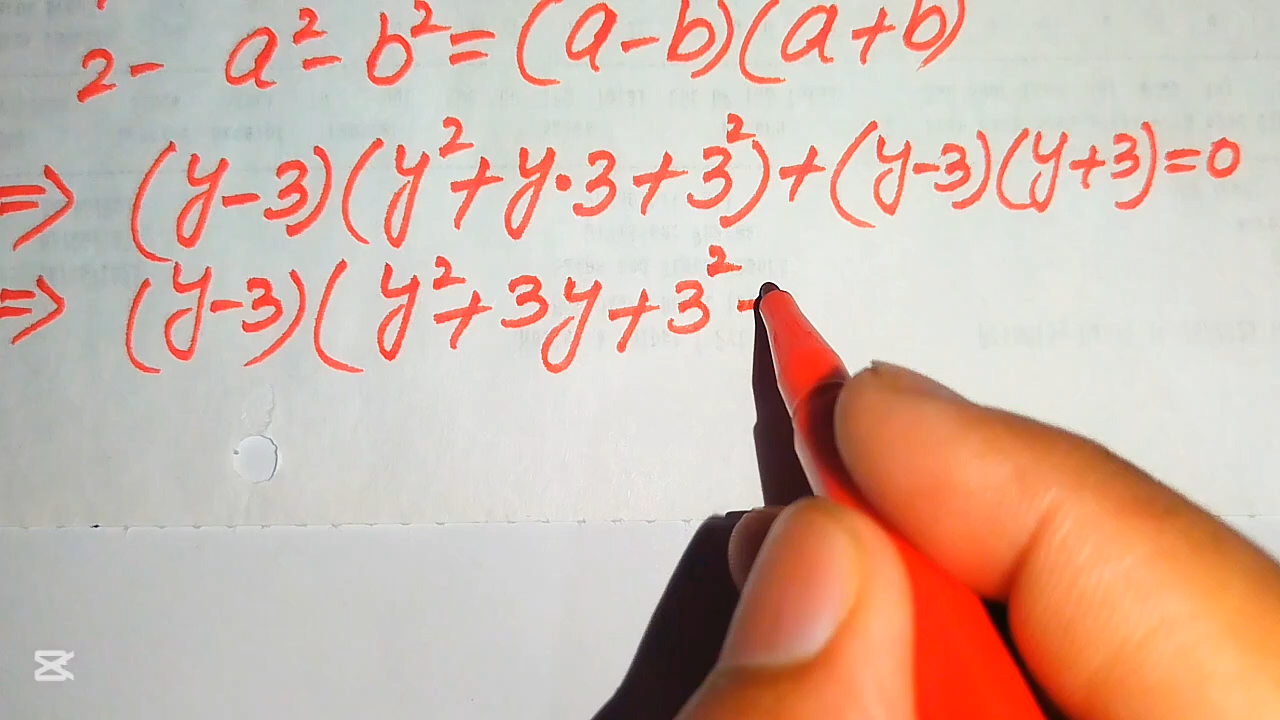 2- a²-b²=(a-b)(a+b)
=> (y-3)(y²+y·3+3²)+(y-3)(y+3)=0
=> (y-3)(y²+3y+3²-